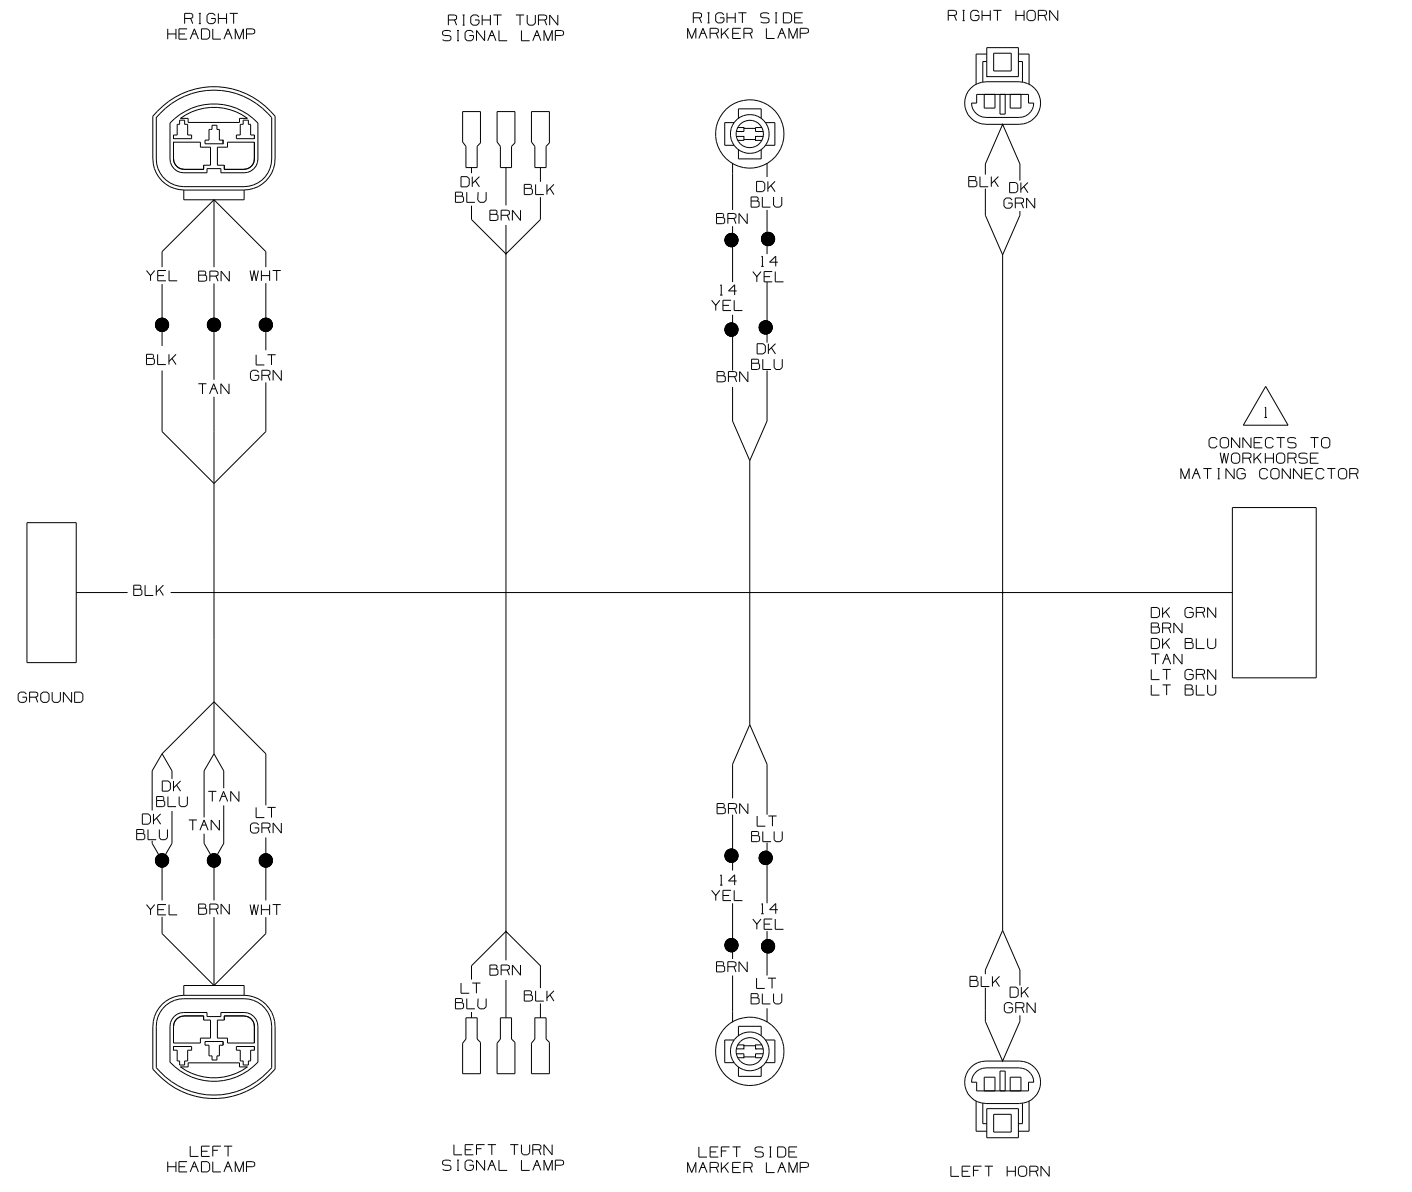 RIGHT
HEADLAMP
RIGHT TURN
SIGNAL LAMP
RIGHT SIDE
MARKER LAMP
RIGHT HORN
DK
BLU
BRN
BLK
DK
BLU
BRN
BLK
DK
GRN
YEL
BRN
WHT
14
YEL
14
YEL
BLK
TAN
LT
GRN
DK
BLU
BRN
1
CONNECTS TO
WORKHORSE
MATING CONNECTOR
BLK
GROUND
DK GRN
BRN
DK BLU
TAN
LT GRN
LT BLU
DK
BLU
DK
BLU
TAN
TAN
LT
GRN
BRN
LT
BLU
YEL
BRN
WHT
14
YEL
14
YEL
LT
BLU
BRN
BLK
BRN
LT
BLU
BLK
DK
GRN
LEFT
HEADLAMP
LEFT TURN
SIGNAL LAMP
LEFT SIDE
MARKER LAMP
LEFT HORN